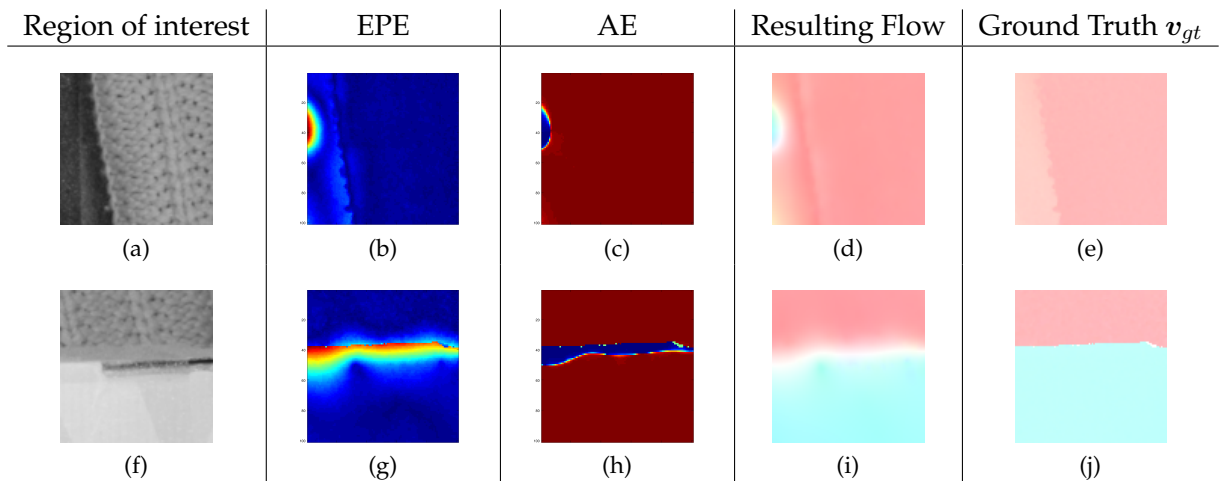 Region of interest EPE AE Resulting Flow Ground Truth v_gt
(a) (b) (c) (d) (e)
(f) (g) (h) (i) (j)